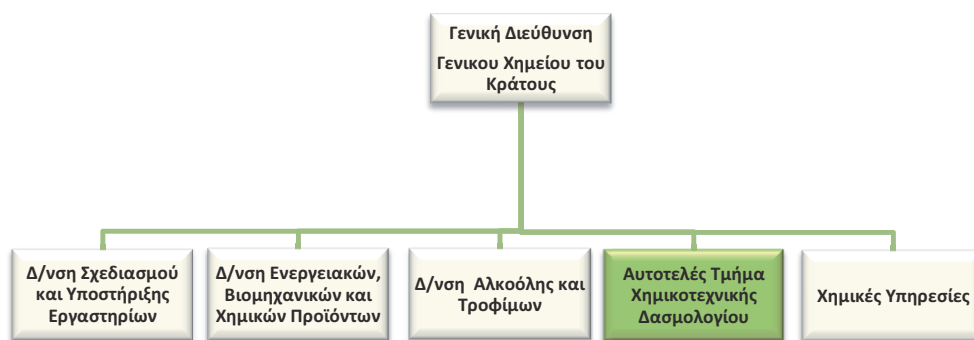 Γενική Διεύθυνση
Γενικου Χημείου του
Κράτους
Δ/νση Σχεδιασμού
και Υποστήριξης
Εργαστηρίων
Δ/νση Ενεργειακών,
Βιομηχανικών και
Χημικών Προϊόντων
Δ/νση Αλκοόλης και
Τροφίμων
Αυτοτελές Τμήμα
Χημικοτεχνικής
Δασμολογίου
Χημικές Υπηρεσίες